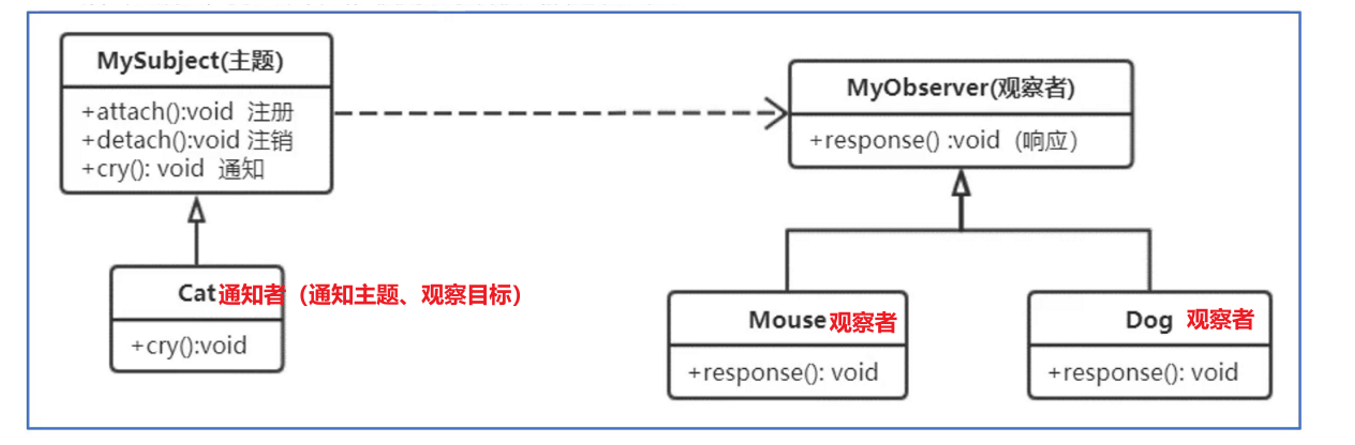 MySubject(主题)
+attach():void 注册
+detach():void 注销
+cry(): void 通知
MyObserver(观察者)
+response() :void (响应)
Cat通知者（通知主题、观察目标）
+cry():void
Mouse观察者
+response(): void
Dog 观察者
+response(): void